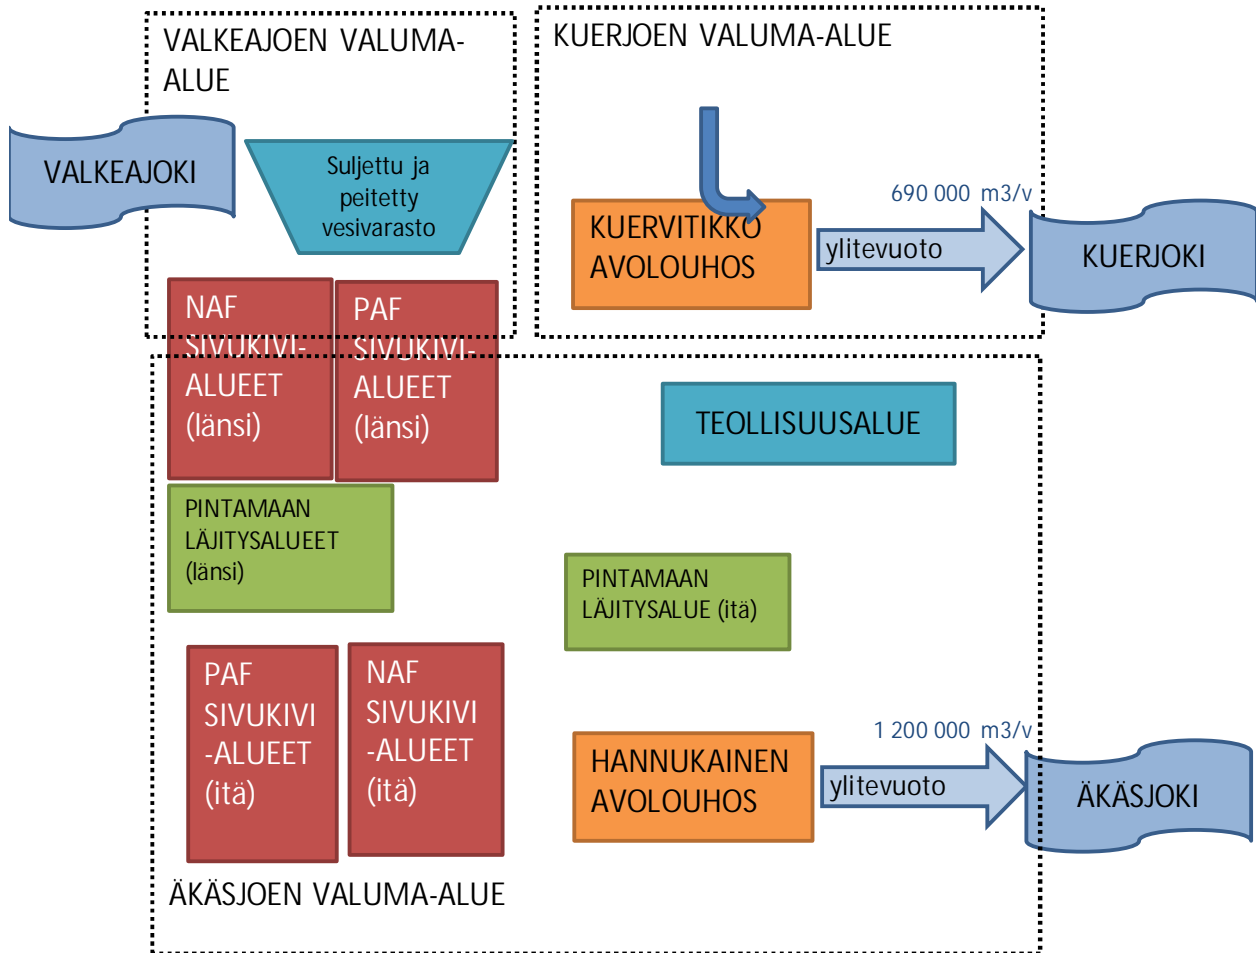 VALKEAJOEN VALUMA-
ALUE
KUERJOEN VALUMA-ALUE
VALKEAJOKI
Suljettu ja
peitetty
vesivarasto
KUERVITIKKO
AVOLOUHOS
690 000 m3/v
ylitevuoto
KUERJOKI
NAF
SIVUKIVI-
ALUEET
(länsi)
PAF
SIVUKIVI-
ALUEET
(länsi)
TEOLLISUUSALUE
PINTAMAAN
LÄJITYSALUEET
(länsi)
PINTAMAAN
LÄJITYSALUE (itä)
PAF
SIVUKIVI
-ALUEET
(itä)
NAF
SIVUKIVI
-ALUEET
(itä)
HANNUKAINEN
AVOLOUHOS
1 200 000 m3/v
ylitevuoto
ÄKÄSJOKI
ÄKÄSJOEN VALUMA-ALUE